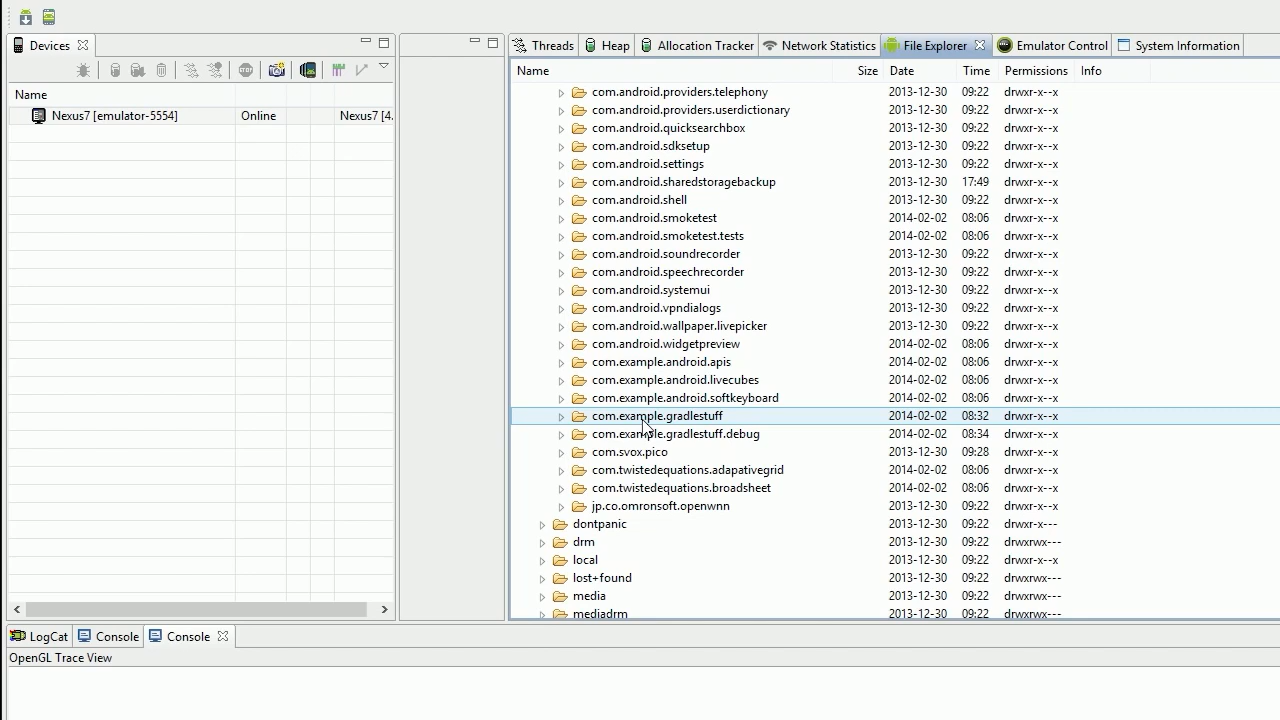 Devices
Threads Heap Allocation Tracker Network Statistics File Explorer Emulator Control System Information
Name
Nexus7 [emulator-5554] Online Nexus7 [4.
Name Size Date Time Permissions Info
com.android.providers.telephony 2013-12-30 09:22 drwxr-x--x
com.android.providers.userdictionary 2013-12-30 09:22 drwxr-x--x
com.android.quicksearchbox 2013-12-30 09:22 drwxr-x--x
com.android.sdksetup 2013-12-30 09:22 drwxr-x--x
com.android.settings 2013-12-30 09:22 drwxr-x--x
com.android.sharedstoragebackup 2013-12-30 17:49 drwxr-x--x
com.android.shell 2013-12-30 09:22 drwxr-x--x
com.android.smoketest 2014-02-02 08:06 drwxr-x--x
com.android.smoketest.tests 2014-02-02 08:06 drwxr-x--x
com.android.soundrecorder 2013-12-30 09:22 drwxr-x--x
com.android.speechrecorder 2013-12-30 09:22 drwxr-x--x
com.android.systemui 2013-12-30 09:22 drwxr-x--x
com.android.vpndialogs 2013-12-30 09:22 drwxr-x--x
com.android.wallpaper.livepicker 2013-12-30 09:22 drwxr-x--x
com.android.widgetpreview 2014-02-02 08:06 drwxr-x--x
com.example.android.apis 2014-02-02 08:06 drwxr-x--x
com.example.android.livecubes 2014-02-02 08:06 drwxr-x--x
com.example.android.softkeyboard 2014-02-02 08:06 drwxr-x--x
com.example.gradlestuff 2014-02-02 08:32 drwxr-x--x
com.example.gradlestuff.debug 2014-02-02 08:34 drwxr-x--x
com.svox.pico 2013-12-30 09:28 drwxr-x--x
com.twistedequations.adapativegrid 2014-02-02 08:06 drwxr-x--x
com.twistedequations.broadsheet 2014-02-02 08:06 drwxr-x--x
jp.co.omronsoft.openwnn 2013-12-30 09:22 drwxr-x--x
dontpanic 2013-12-30 09:22 drwxr-x---
drm 2013-12-30 09:22 drwxrwx---
local 2013-12-30 09:22 drwxr-x--x
lost+found 2013-12-30 09:22 drwxrwx---
media 2013-12-30 09:22 drwxrwx---
mediadrm 2013-12-30 09:22 drwxrwx---
LogCat Console Console
OpenGL Trace View